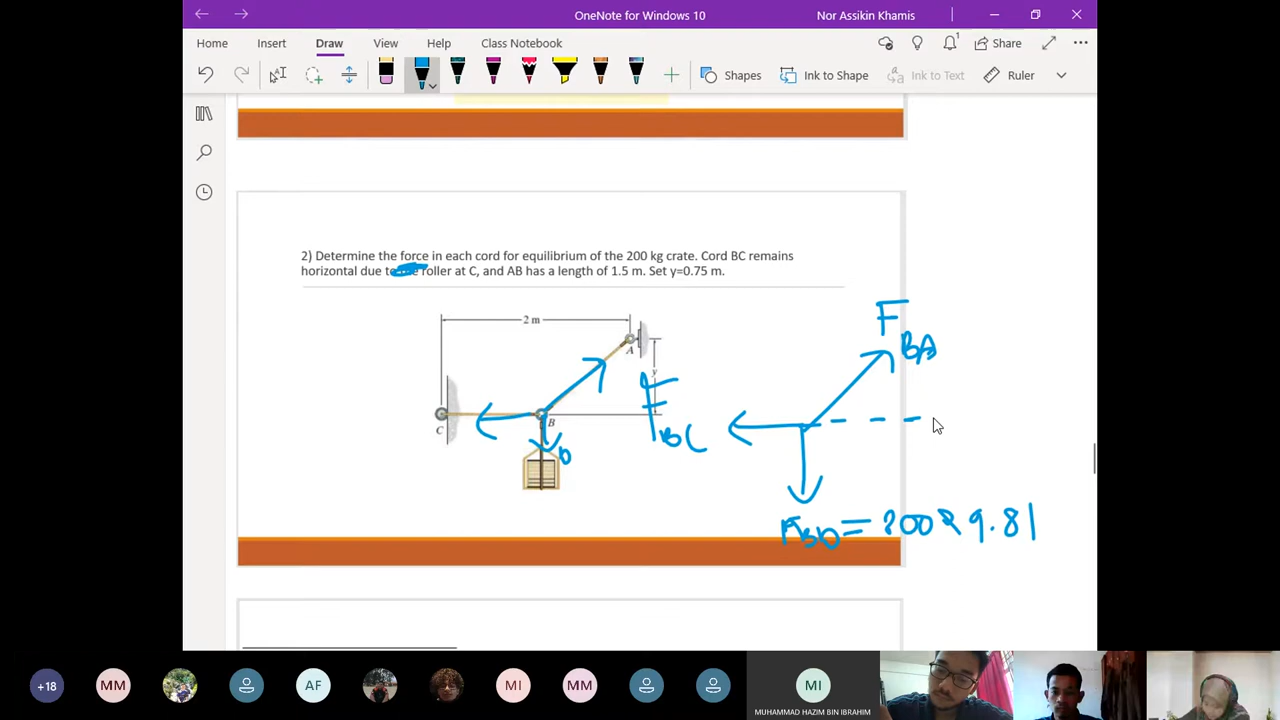 OneNote for Windows 10
Nor Assikin Khamis
Home
Insert
Draw
View
Help
Class Notebook
1
Share
Shapes
Ink to Shape
Ink to Text
Ruler
2) Determine the force in each cord for equilibrium of the 200 kg crate. Cord BC remains
horizontal due to roller at C, and AB has a length of 1.5 m. Set y=0.75 m.
2 m
A
y
C
B
D
F
BC
F
BA
FBD = 200 x 9.81
+18
MM
AF
MI
MM
MI
MUHAMMAD HAZIM BIN IBRAHIM